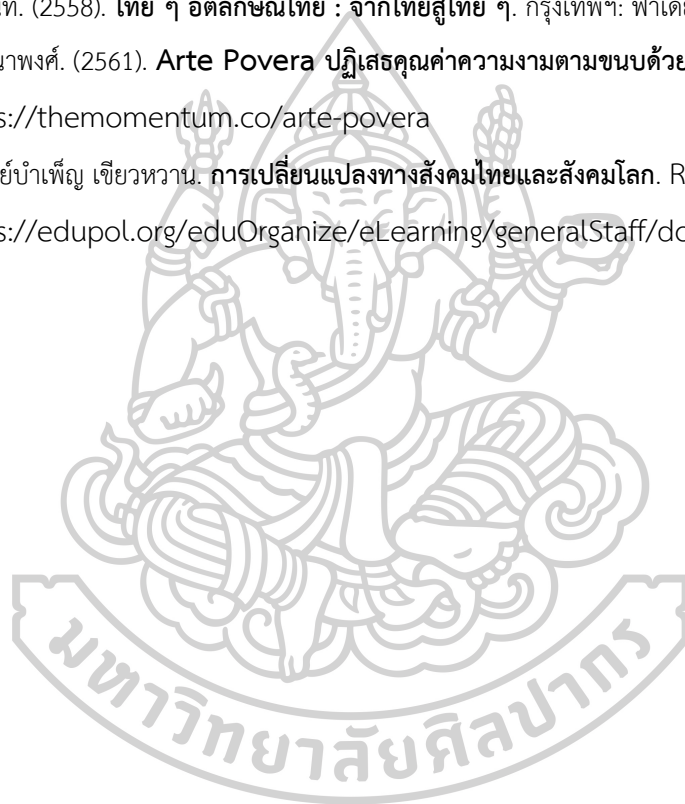 นท. (2558). ไทย ๆ อัตลักษณ์ไทย : จากไทยสู่ไทย ๆ. กรุงเทพฯ:
นาพงศ์. (2561). Arte Povera ปฏิเสธคุณค่าความงามตามขนบด้วย
s://themomentum.co/arte-povera
ย์บำเพ็ญ เขียวหวาน. การเปลี่ยนแปลงทางสังคมไทยและสังคมโลก. R
s://edupol.org/eduOrganize/eLearning/generalStaff/do
มหาวิทยาลัยศิลปากร